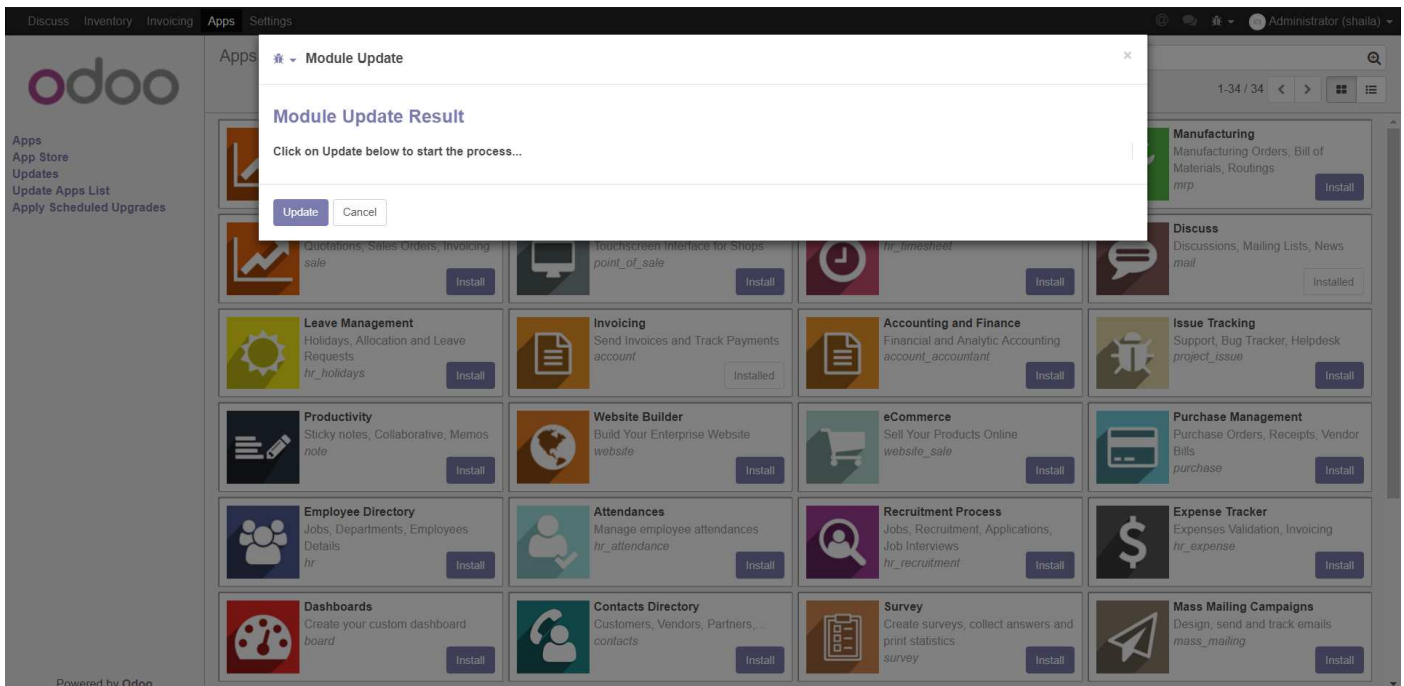 Discuss Inventory Invoicing Apps Settings
@ Administrator (shaila)
odoo
Apps
App Store
Updates
Update Apps List
Apply Scheduled Upgrades
Powered by Odoo
Apps
1-34 / 34
Module Update
×
Module Update Result
Click on Update below to start the process...
Update Cancel
Manufacturing
Manufacturing Orders, Bill of
Materials, Routings
mrp
Install
Quotations, Sales Orders, Invoicing
sale
Install
Touchscreen Interface for Shops
point_of_sale
Install
hr_timesheet
Install
Discuss
Discussions, Mailing Lists, News
mail
Installed
Leave Management
Holidays, Allocation and Leave
Requests
hr_holidays
Install
Invoicing
Send Invoices and Track Payments
account
Installed
Accounting and Finance
Financial and Analytic Accounting
account_accountant
Install
Issue Tracking
Support, Bug Tracker, Helpdesk
project_issue
Install
Productivity
Sticky notes, Collaborative, Memos
note
Install
Website Builder
Build Your Enterprise Website
website
Install
eCommerce
Sell Your Products Online
website_sale
Install
Purchase Management
Purchase Orders, Receipts, Vendor
Bills
purchase
Install
Employee Directory
Jobs, Departments, Employees
Details
hr
Install
Attendances
Manage employee attendances
hr_attendance
Install
Recruitment Process
Jobs, Recruitment, Applications,
Job Interviews
hr_recruitment
Install
Expense Tracker
Expenses Validation, Invoicing
hr_expense
Install
Dashboards
Create your custom dashboard
board
Install
Contacts Directory
Customers, Vendors, Partners,...
contacts
Install
Survey
Create surveys, collect answers and
print statistics
survey
Install
Mass Mailing Campaigns
Design, send and track emails
mass_mailing
Install